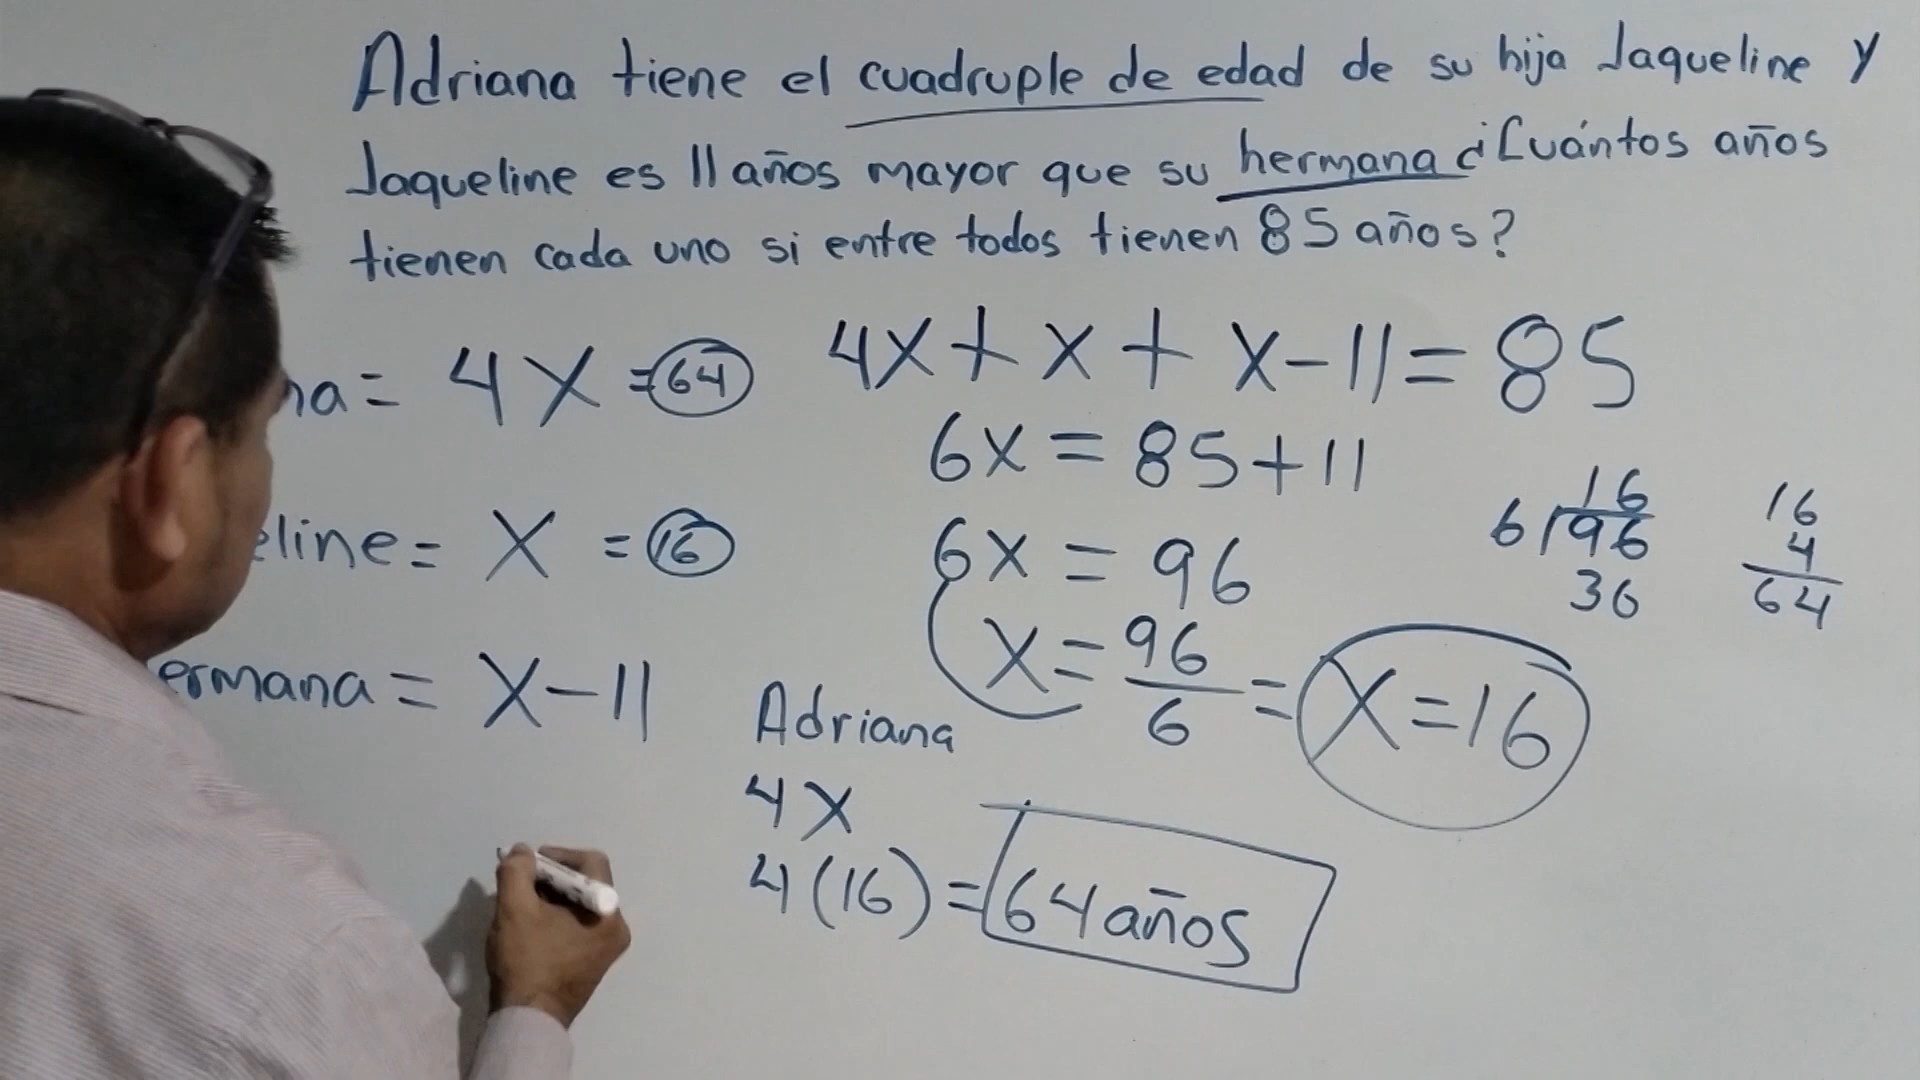 Adriana tiene el cuadruple de edad de su hija Jaqueline y
Jaqueline es 11 años mayor que su hermana ¿Cuántos años
tienen cada uno si entre todos tienen 85 años?
na = 4X = 64
4X + X + X - 11 = 85
6X = 85 + 11
eline = X = 16
6X = 96
X = 96/6 = X = 16
16
6 96
36
16
4
64
ermana = X - 11
Adriana
4X
4(16) = 64 años